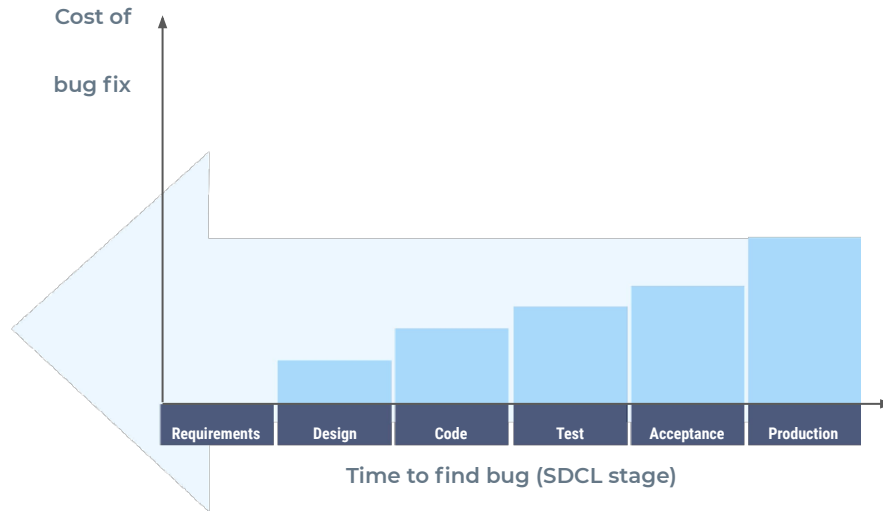 Cost of
bug fix
Requirements
Design
Code
Test
Acceptance
Production
Time to find bug (SDCL stage)